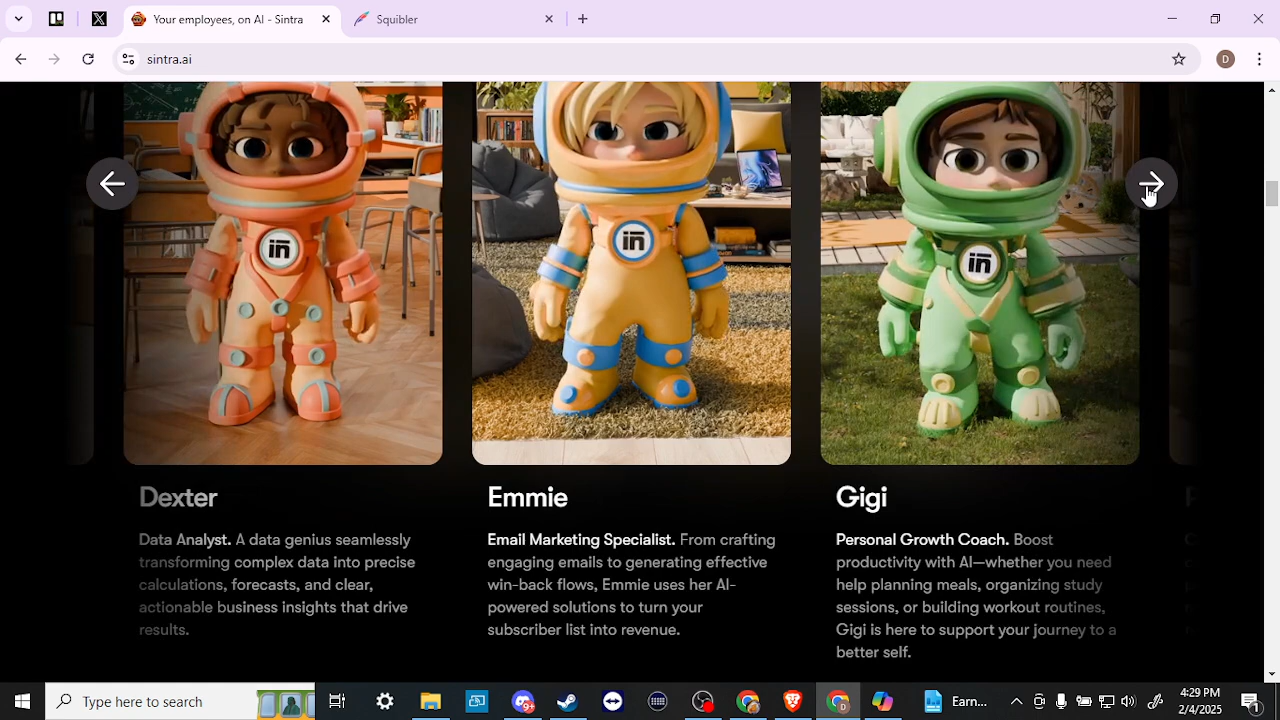 Your employees, on AI - Sintra
Squibler
sintra.ai
D
in
in
in
Dexter
Data Analyst. A data genius seamlessly
transforming complex data into precise
calculations, forecasts, and clear,
actionable business insights that drive
results.
Emmie
Email Marketing Specialist. From crafting
engaging emails to generating effective
win-back flows, Emmie uses her AI-
powered solutions to turn your
subscriber list into revenue.
Gigi
Personal Growth Coach. Boost
productivity with AI—whether you need
help planning meals, organizing study
sessions, or building workout routines,
Gigi is here to support your journey to a
better self.
Type here to search
9+
D
Earn...
4:29 PM
2/4/2025